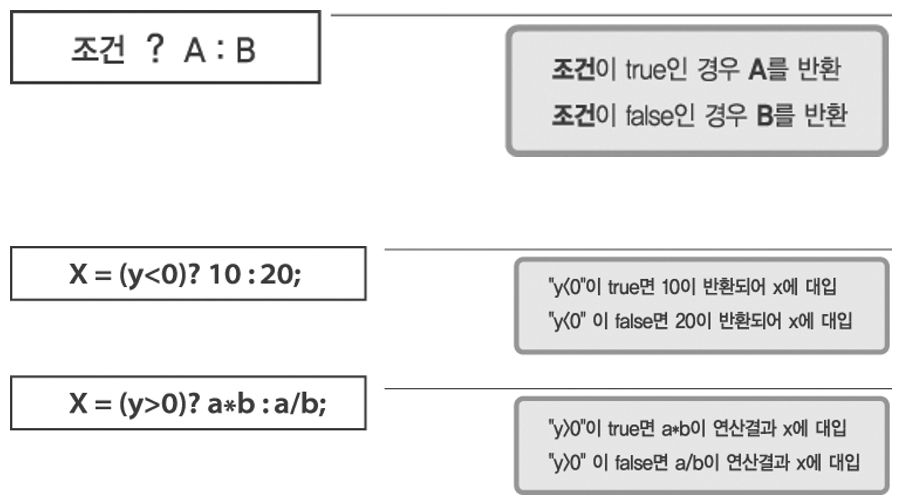 조건 ? A : B
조건이 true인 경우 A를 반환
조건이 false인 경우 B를 반환
X = (y<0)? 10 : 20;
"y<0"이 true면 10이 반환되어 x에 대입
"y<0" 이 false면 20이 반환되어 x에 대입
X = (y>0)? a*b : a/b;
"y>0"이 true면 a*b이 연산결과 x에 대입
"y>0" 이 false면 a/b이 연산결과 x에 대입